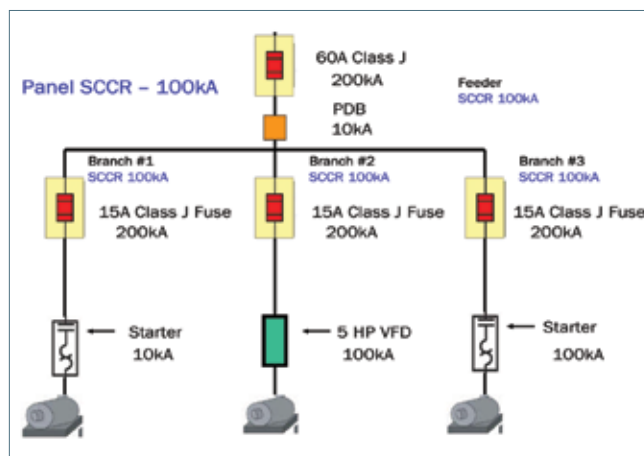 60A Class J
200kA
Panel SCCR – 100kA
Feeder
SCCR 100kA
PDB
10kA
Branch #1
SCCR 100kA
Branch #2
SCCR 100kA
Branch #3
SCCR 100kA
15A Class J Fuse
200kA
15A Class J Fuse
200kA
15A Class J Fuse
200kA
Starter
10kA
5 HP VFD
100kA
Starter
100kA